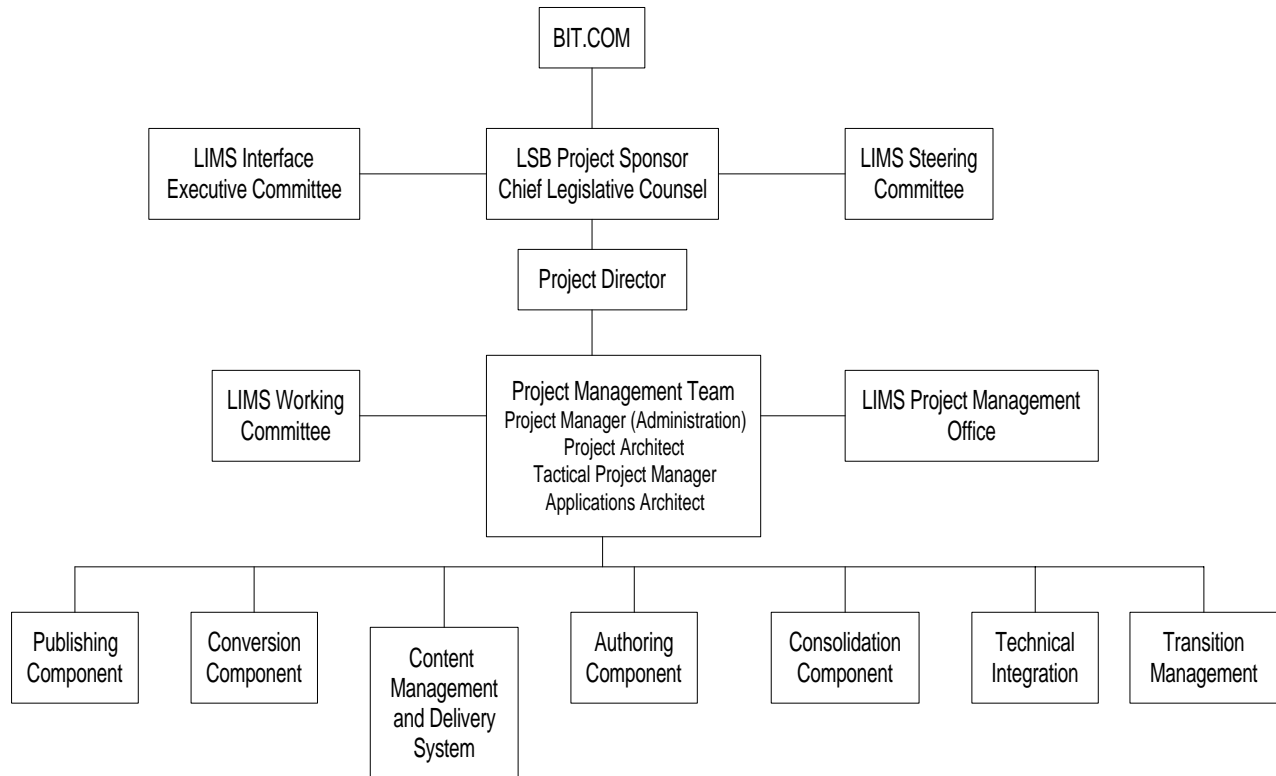 BIT.COM
LIMS Interface
Executive Committee
LSB Project Sponsor
Chief Legislative Counsel
LIMS Steering
Committee
Project Director
LIMS Working
Committee
Project Management Team
Project Manager (Administration)
Project Architect
Tactical Project Manager
Applications Architect
LIMS Project Management
Office
Publishing
Component
Conversion
Component
Content
Management
and Delivery
System
Authoring
Component
Consolidation
Component
Technical
Integration
Transition
Management